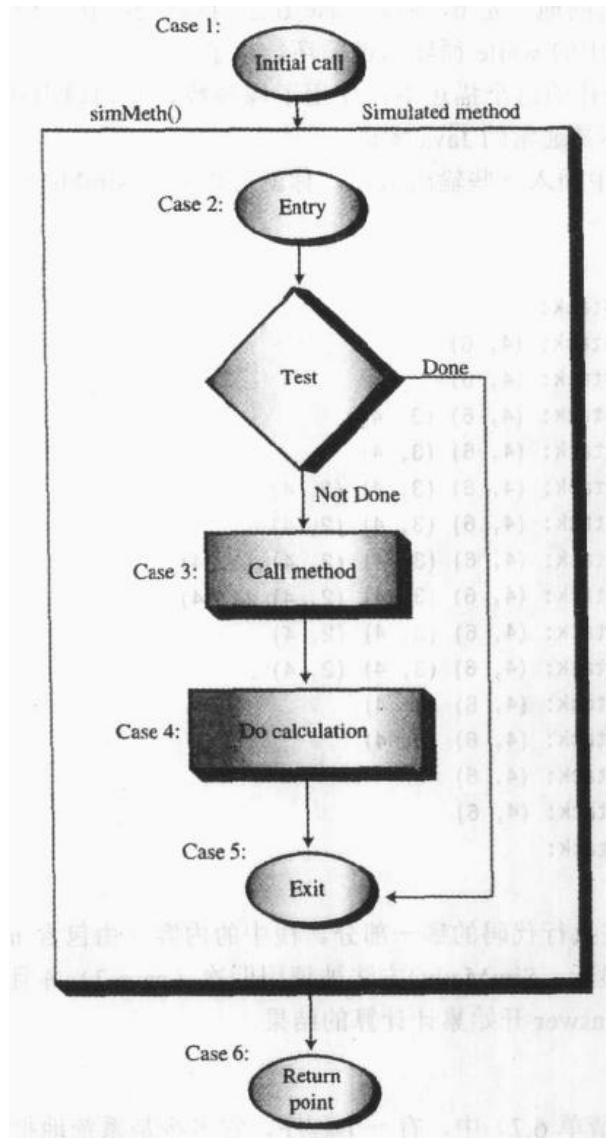 Case 1:
Initial call
simMeth()
Simulated method
Case 2:
Entry
Test
Done
Not Done
Case 3:
Call method
Case 4:
Do calculation
Case 5:
Exit
Case 6:
Return
point